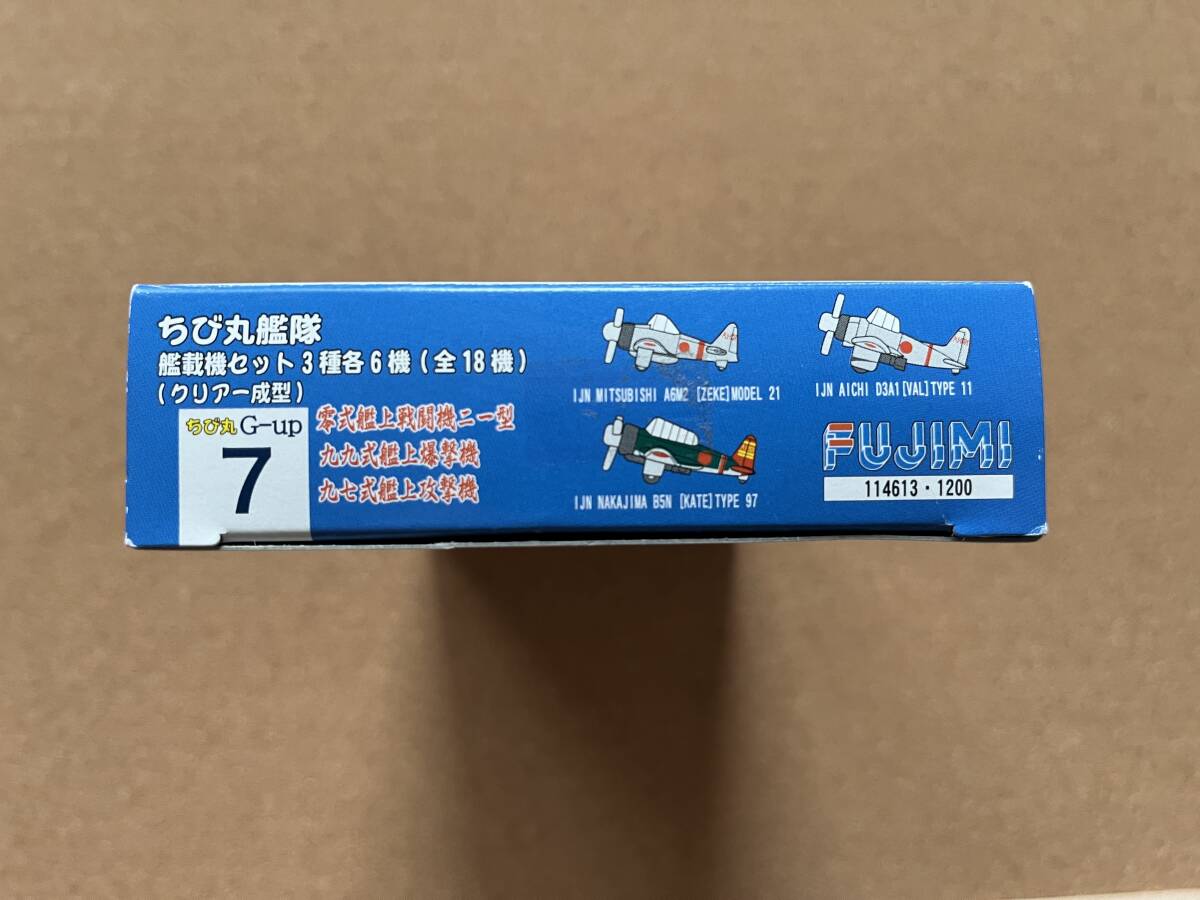 ちび丸艦隊
艦載機セット3種各6機(全18機)
(クリアー成型)
ちび丸 G-up
7
零式艦上戦闘機二一型
九九式艦上爆撃機
九七式艦上攻撃機
IJN MITSUBISHI A6M2 [ZEKE]MODEL 21
IJN AICHI D3A1[VAL]TYPE 11
IJN NAKAJIMA B5N [KATE]TYPE 97
FUJIMI
114613・1200